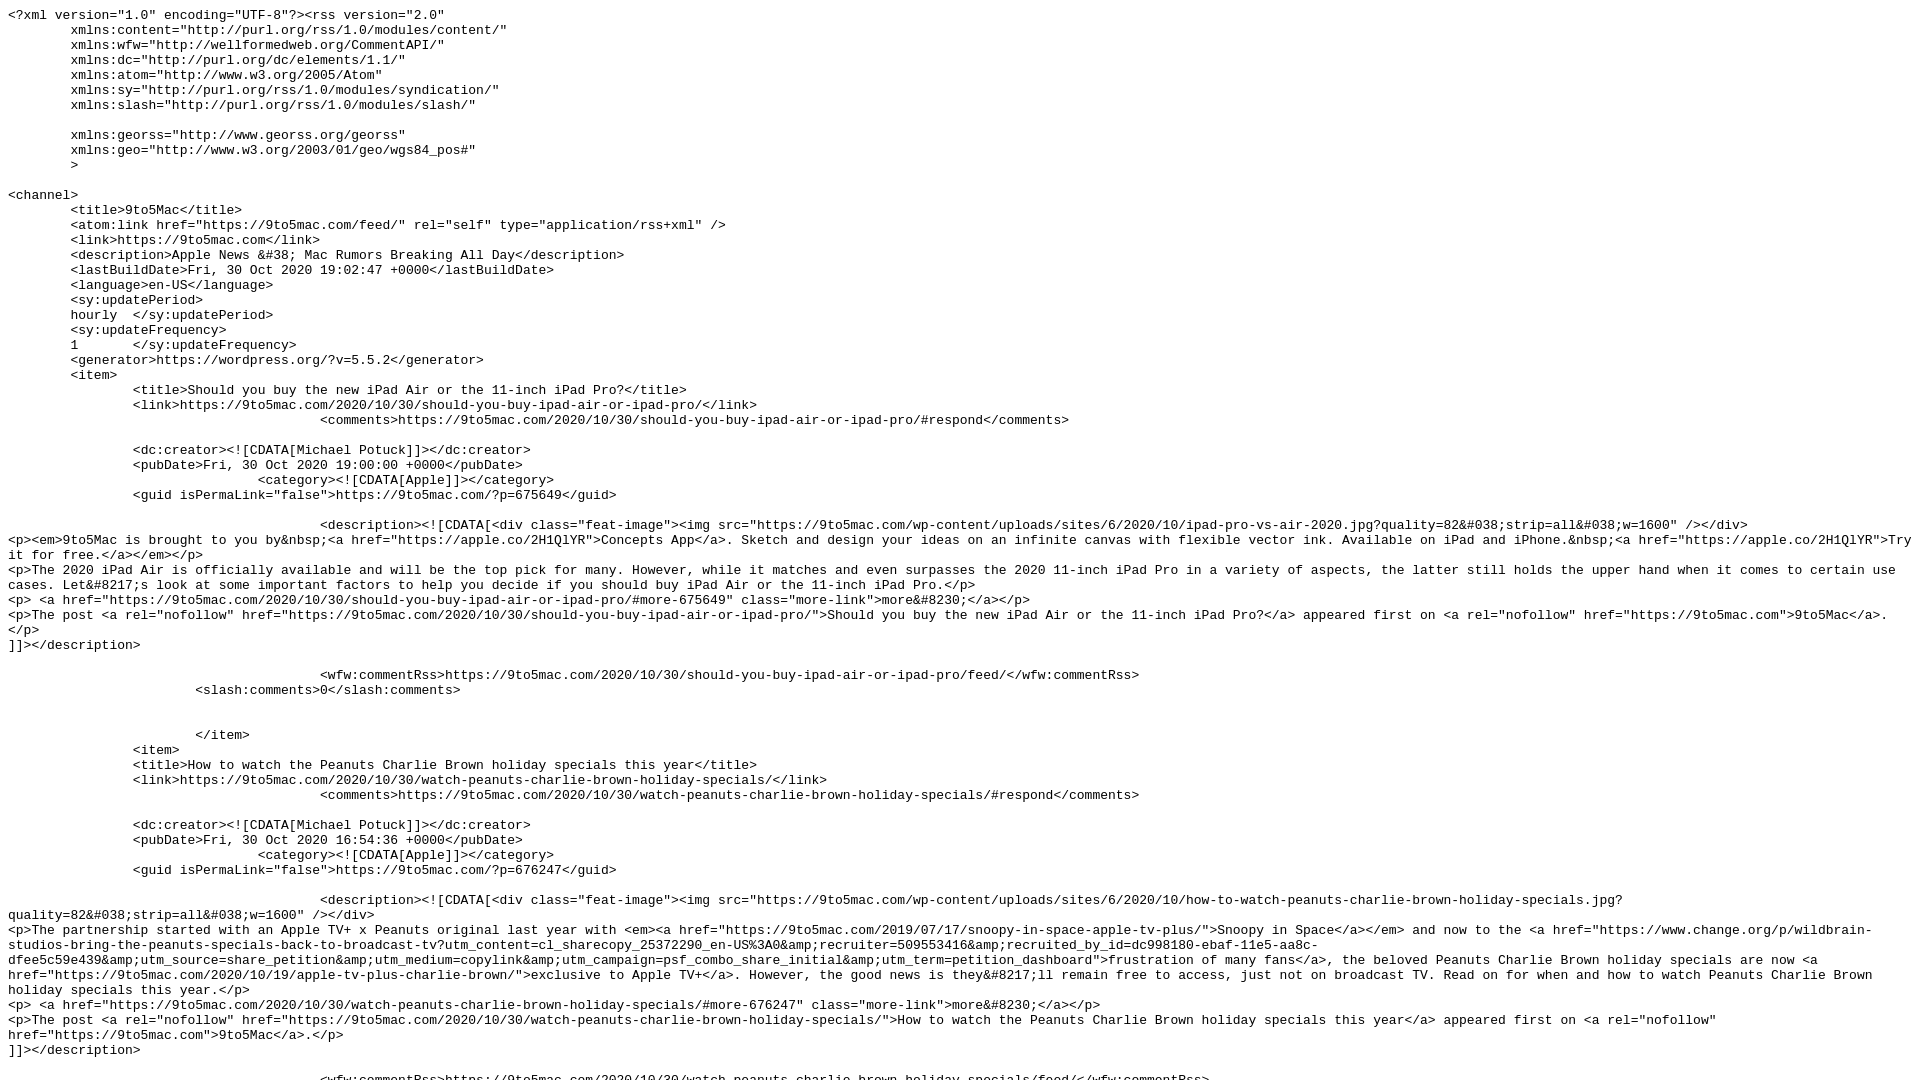 <?xml version="1.0" encoding="UTF-8"?><rss version="2.0"
xmlns:content="http://purl.org/rss/1.0/modules/content/"
xmlns:wfw="http://wellformedweb.org/CommentAPI/"
xmlns:dc="http://purl.org/dc/elements/1.1/"
xmlns:atom="http://www.w3.org/2005/Atom"
xmlns:sy="http://purl.org/rss/1.0/modules/syndication/"
xmlns:slash="http://purl.org/rss/1.0/modules/slash/"
xmlns:georss="http://www.georss.org/georss"
xmlns:geo="http://www.w3.org/2003/01/geo/wgs84_pos#"
>
<channel>
<title>9to5Mac</title>
<atom:link href="https://9to5mac.com/feed/" rel="self" type="application/rss+xml" />
<link>https://9to5mac.com</link>
<description>Apple News &#38; Mac Rumors Breaking All Day</description>
<lastBuildDate>Fri, 30 Oct 2020 19:02:47 +0000</lastBuildDate>
<language>en-US</language>
<sy:updatePeriod>
hourly </sy:updatePeriod>
<sy:updateFrequency>
1 </sy:updateFrequency>
<generator>https://wordpress.org/?v=5.5.2</generator>
<item>
<title>Should you buy the new iPad Air or the 11-inch iPad Pro?</title>
<link>https://9to5mac.com/2020/10/30/should-you-buy-ipad-air-or-ipad-pro/</link>
<comments>https://9to5mac.com/2020/10/30/should-you-buy-ipad-air-or-ipad-pro/#respond</comments>
<dc:creator><![CDATA[Michael Potuck]]></dc:creator>
<pubDate>Fri, 30 Oct 2020 19:00:00 +0000</pubDate>
<category><![CDATA[Apple]]></category>
<guid isPermaLink="false">https://9to5mac.com/?p=675649</guid>
<description><![CDATA[<div class="feat-image"><img src="https://9to5mac.com/wp-content/uploads/sites/6/2020/10/ipad-pro-vs-air-2020.jpg?quality=82&#038;strip=all&#038;w=1600" /></div>
<p><em>9to5Mac is brought to you by&nbsp;<a href="https://apple.co/2H1QlYR">Concepts App</a>. Sketch and design your ideas on an infinite canvas with flexible vector ink. Available on iPad and iPhone.&nbsp;<a href="https://apple.co/2H1QlYR">Try
it for free.</a></em></p>
<p>The 2020 iPad Air is officially available and will be the top pick for many. However, while it matches and even surpasses the 2020 11-inch iPad Pro in a variety of aspects, the latter still holds the upper hand when it comes to certain use
cases. Let&#8217;s look at some important factors to help you decide if you should buy iPad Air or the 11-inch iPad Pro.</p>
<p> <a href="https://9to5mac.com/2020/10/30/should-you-buy-ipad-air-or-ipad-pro/#more-675649" class="more-link">more&#8230;</a></p>
<p>The post <a rel="nofollow" href="https://9to5mac.com/2020/10/30/should-you-buy-ipad-air-or-ipad-pro/">Should you buy the new iPad Air or the 11-inch iPad Pro?</a> appeared first on <a rel="nofollow" href="https://9to5mac.com">9to5Mac</a>.
</p>
]]></description>
<wfw:commentRss>https://9to5mac.com/2020/10/30/should-you-buy-ipad-air-or-ipad-pro/feed/</wfw:commentRss>
<slash:comments>0</slash:comments>
</item>
<item>
<title>How to watch the Peanuts Charlie Brown holiday specials this year</title>
<link>https://9to5mac.com/2020/10/30/watch-peanuts-charlie-brown-holiday-specials/</link>
<comments>https://9to5mac.com/2020/10/30/watch-peanuts-charlie-brown-holiday-specials/#respond</comments>
<dc:creator><![CDATA[Michael Potuck]]></dc:creator>
<pubDate>Fri, 30 Oct 2020 16:54:36 +0000</pubDate>
<category><![CDATA[Apple]]></category>
<guid isPermaLink="false">https://9to5mac.com/?p=676247</guid>
<description><![CDATA[<div class="feat-image"><img src="https://9to5mac.com/wp-content/uploads/sites/6/2020/10/how-to-watch-peanuts-charlie-brown-holiday-specials.jpg?
quality=82&#038;strip=all&#038;w=1600" /></div>
<p>The partnership started with an Apple TV+ x Peanuts original last year with <em><a href="https://9to5mac.com/2019/07/17/snoopy-in-space-apple-tv-plus/">Snoopy in Space</a></em> and now to the <a href="https://www.change.org/p/wildbrain-
studios-bring-the-peanuts-specials-back-to-broadcast-tv?utm_content=cl_sharecopy_25372290_en-US%3A0&amp;recruiter=509553416&amp;recruited_by_id=dc998180-ebaf-11e5-aa8c-
dfee5c59e439&amp;utm_source=share_petition&amp;utm_medium=copylink&amp;utm_campaign=psf_combo_share_initial&amp;utm_term=petition_dashboard">frustration of many fans</a>, the beloved Peanuts Charlie Brown holiday specials are now <a
href="https://9to5mac.com/2020/10/19/apple-tv-plus-charlie-brown/">exclusive to Apple TV+</a>. However, the good news is they&#8217;ll remain free to access, just not on broadcast TV. Read on for when and how to watch Peanuts Charlie Brown
holiday specials this year.</p>
<p> <a href="https://9to5mac.com/2020/10/30/watch-peanuts-charlie-brown-holiday-specials/#more-676247" class="more-link">more&#8230;</a></p>
<p>The post <a rel="nofollow" href="https://9to5mac.com/2020/10/30/watch-peanuts-charlie-brown-holiday-specials/">How to watch the Peanuts Charlie Brown holiday specials this year</a> appeared first on <a rel="nofollow"
href="https://9to5mac.com">9to5Mac</a>.</p>
]]></description>
<wfw:commentRss>https://9to5mac.com/2020/10/30/watch-peanuts-charlie-brown-holiday-specials/feed/</wfw:commentRss>